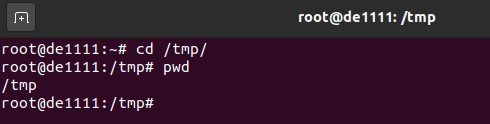 root@de1111: /tmp
root@de1111:~# cd /tmp/
root@de1111:/tmp# pwd
/tmp
root@de1111:/tmp#